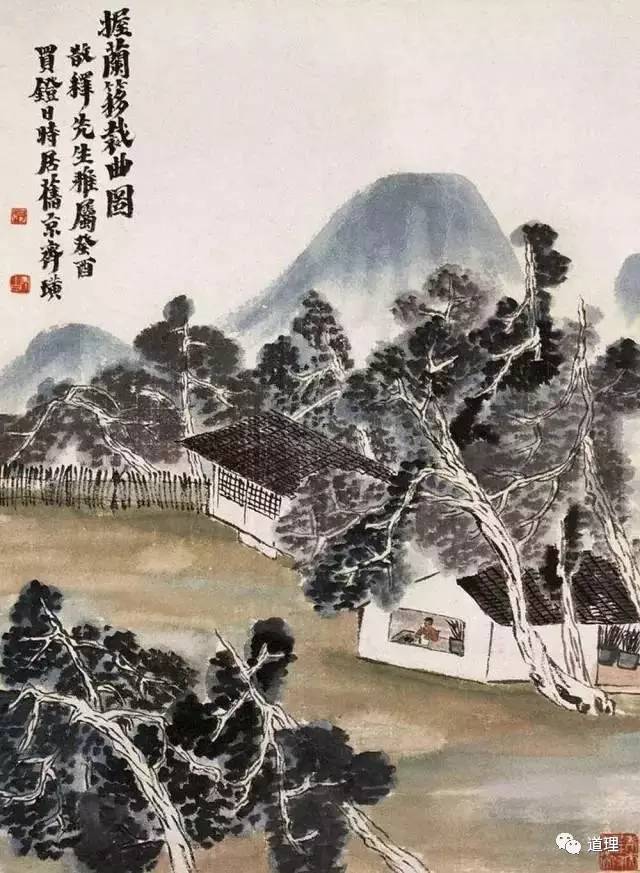 握蘭簃裁曲圖
散釋先生雅屬癸酉
買鐙日時居舊京齊璜
道理